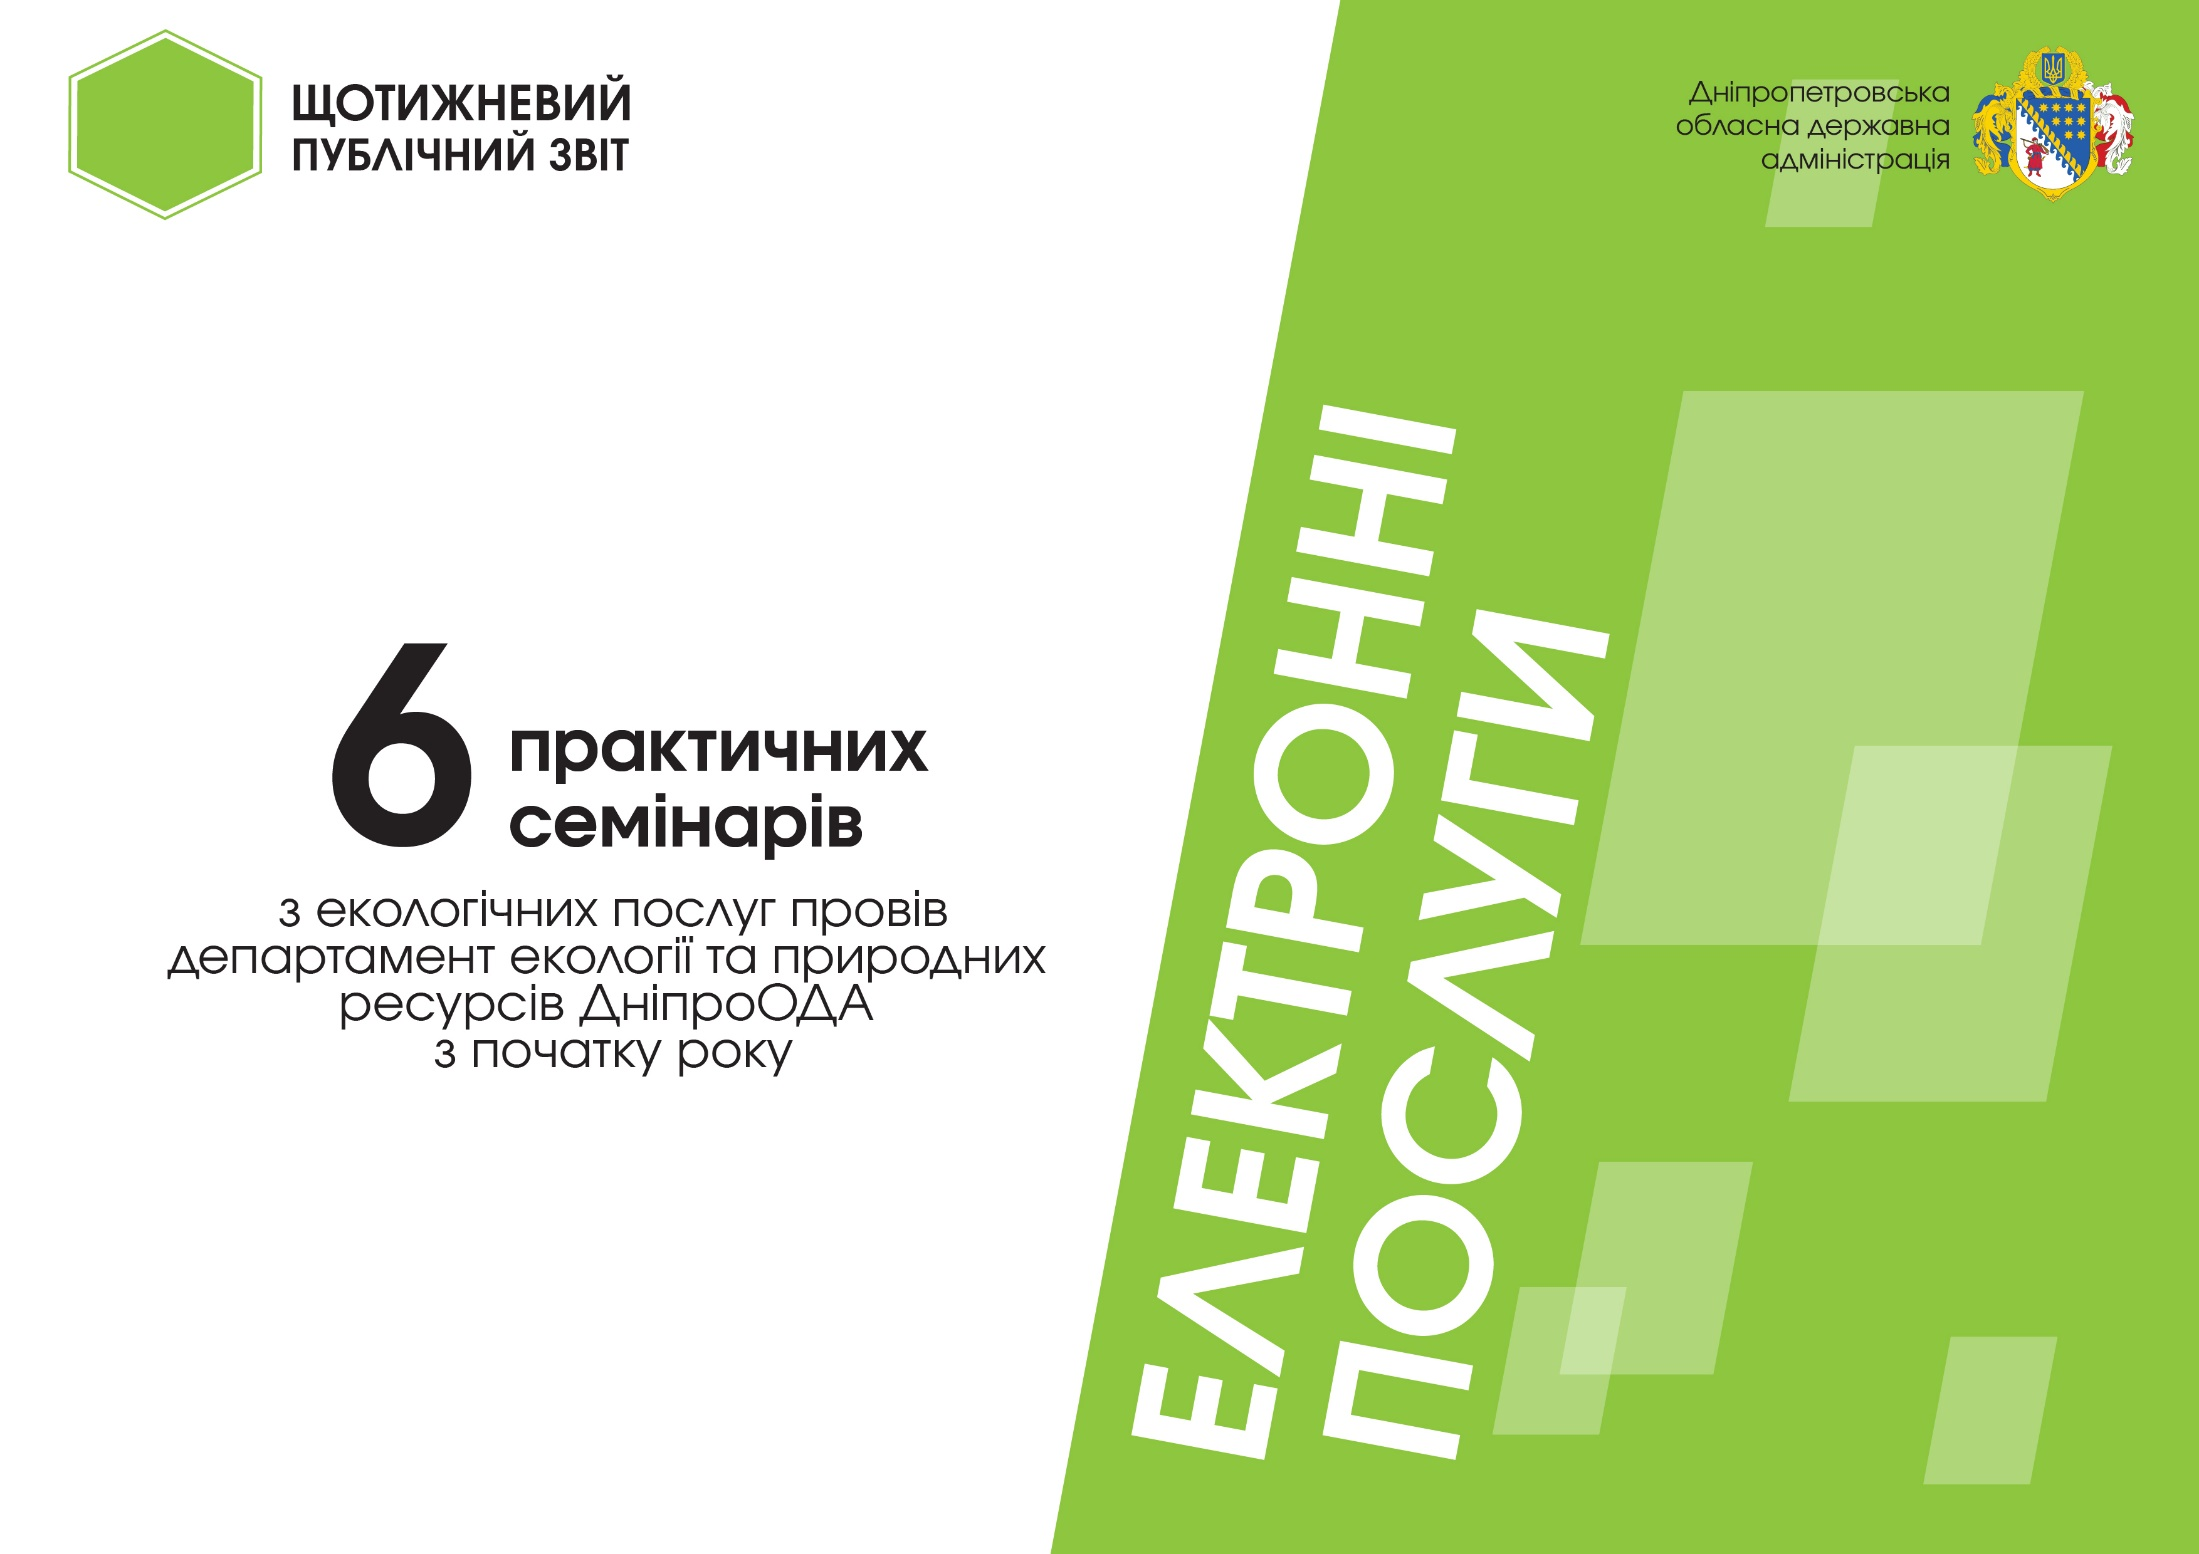 ЩОТИЖНЕВИЙ
ПУБЛІЧНИЙ ЗВІТ
Дніпропетровська
обласна державна
адміністрація
6
практичних
семінарів
з екологічних послуг провів
департамент екології та природних
ресурсів ДніпроОДА
з початку року
ЕЛЕКТРОННІ
ПОСЛУГИ